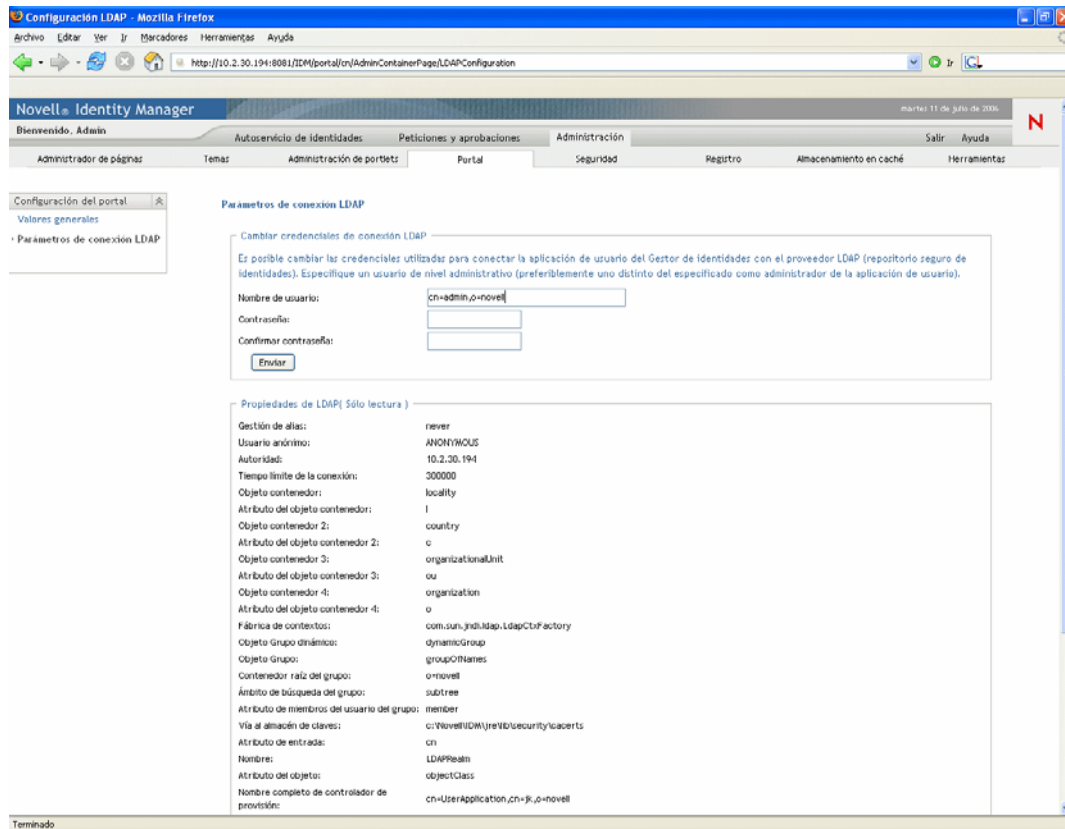 Configuración LDAP - Mozilla Firefox
Archivo Editar Ver Ir Marcadores Herramientas Ayuda
http://10.2.30.194:8081/IDM/portal/cn/AdminContainerPage/LDAPConfiguration Ir
Novell® Identity Manager martes 11 de julio de 2006
Bienvenido, Admin Autoservicio de identidades Peticiones y aprobaciones Administración Salir Ayuda N
Administrador de páginas Temas Administración de portlets Portal Seguridad Registro Almacenamiento en caché Herramientas
Configuración del portal
Valores generales
Parámetros de conexión LDAP
Parámetros de conexión LDAP
Cambiar credenciales de conexión LDAP
Es posible cambiar las credenciales utilizadas para conectar la aplicación de usuario del Gestor de identidades con el proveedor LDAP (repositorio seguro de
identidades). Especifique un usuario de nivel administrativo (preferiblemente uno distinto del especificado como administrador de la aplicación de usuario).
Nombre de usuario: cn=admin,o=novell
Contraseña:
Confirmar contraseña:
Enviar
Propiedades de LDAP( Sólo lectura )
Gestión de alias: never
Usuario anónimo: ANONYMOUS
Autoridad: 10.2.30.194
Tiempo límite de la conexión: 300000
Objeto contenedor: locality
Atributo del objeto contenedor: l
Objeto contenedor 2: country
Atributo del objeto contenedor 2: c
Objeto contenedor 3: organizationalUnit
Atributo del objeto contenedor 3: ou
Objeto contenedor 4: organization
Atributo del objeto contenedor 4: o
Fábrica de contextos: com.sun.jndi.ldap.LdapCtxFactory
Objeto Grupo dinámico: dynamicGroup
Objeto Grupo: groupOfNames
Contenedor raíz del grupo: o=novell
Ámbito de búsqueda del grupo: subtree
Atributo de miembros del usuario del grupo: member
Vía al almacén de claves: c:\Novell\IDM\jre\lib\security\cacerts
Atributo de entrada: cn
Nombre: LDAPRealm
Atributo del objeto: objectClass
Nombre completo de controlador de
provisión: cn=UserApplication,cn=jk,o=novell
Terminado